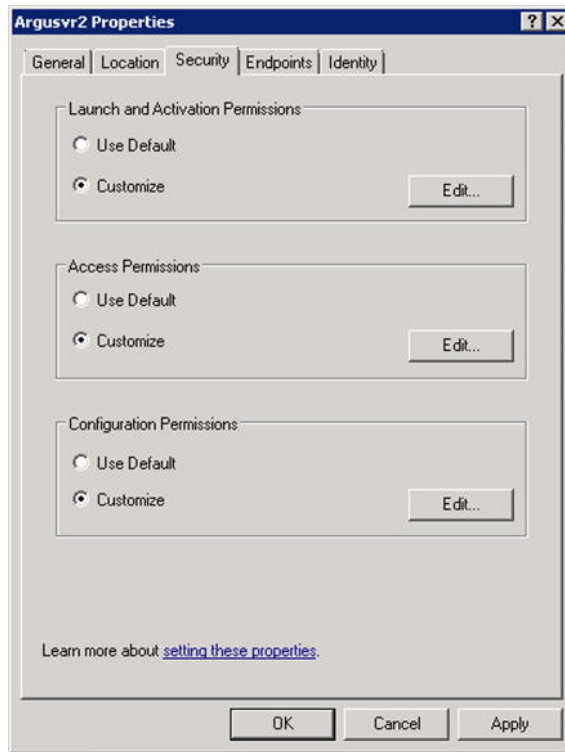 Argusvr2 Properties
General Location Security Endpoints Identity
Launch and Activation Permissions
Use Default
Customize Edit...
Access Permissions
Use Default
Customize Edit...
Configuration Permissions
Use Default
Customize Edit...
Learn more about setting these properties.
OK Cancel Apply